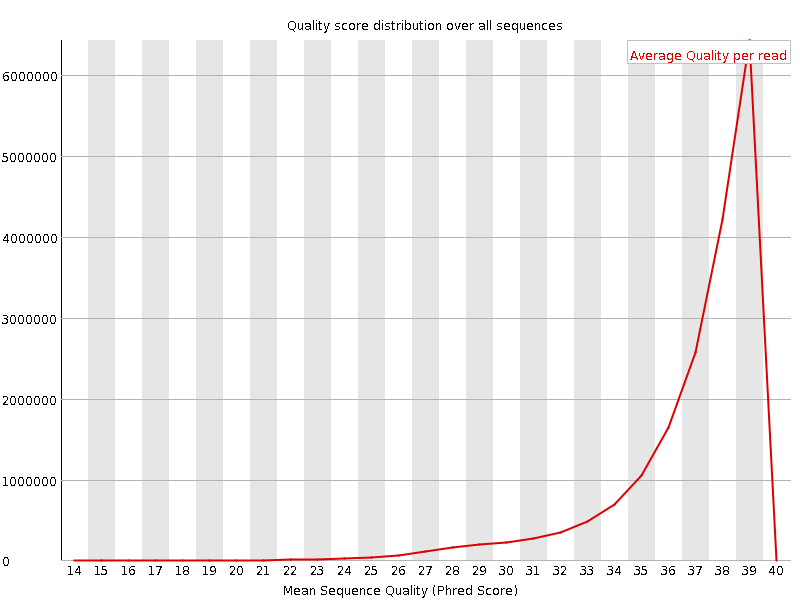 Quality score distribution over all sequences
Average Quality per read
6000000
5000000
4000000
3000000
2000000
1000000
0
14 15 16 17 18 19 20 21 22 23 24 25 26 27 28 29 30 31 32 33 34 35 36 37 38 39 40
Mean Sequence Quality (Phred Score)